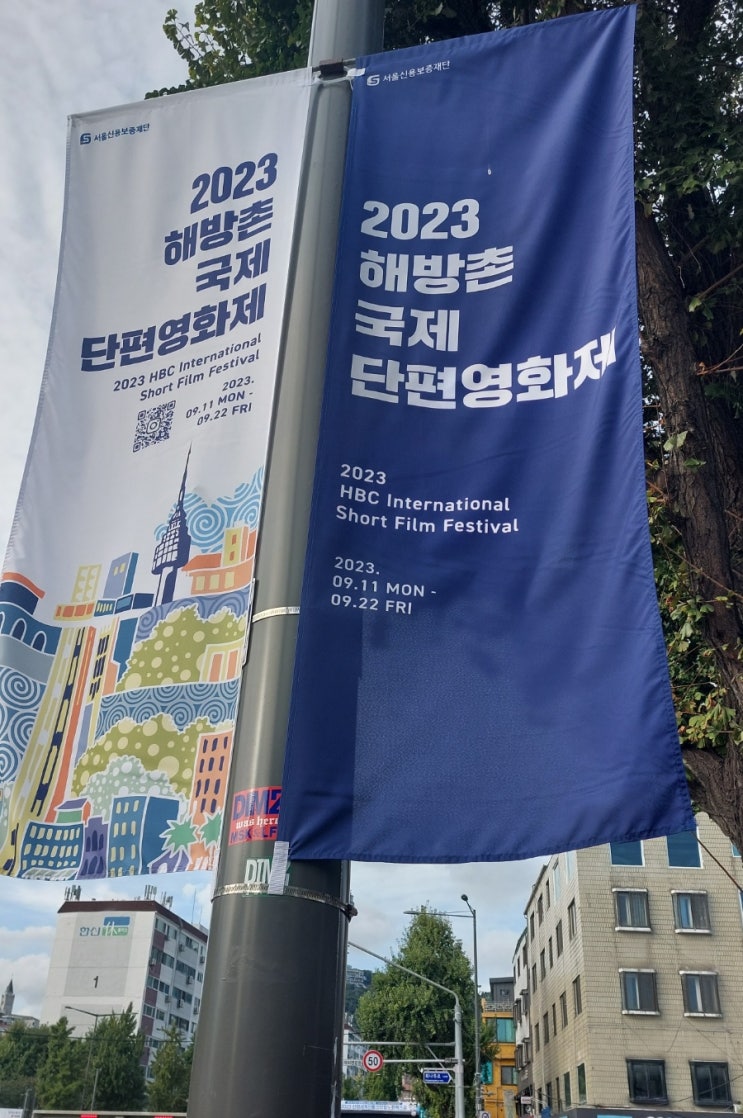 서울신용보증재단
2023
해방촌
국제
단편영화제
2023 HBC International
Short Film Festival
2023.
09.11 MON -
09.22 FRI
서울신용보증재단
2023
해방촌
국제
단편영화제
2023
HBC International
Short Film Festival
2023.
09.11 MON -
09.22 FRI
was here
1
50